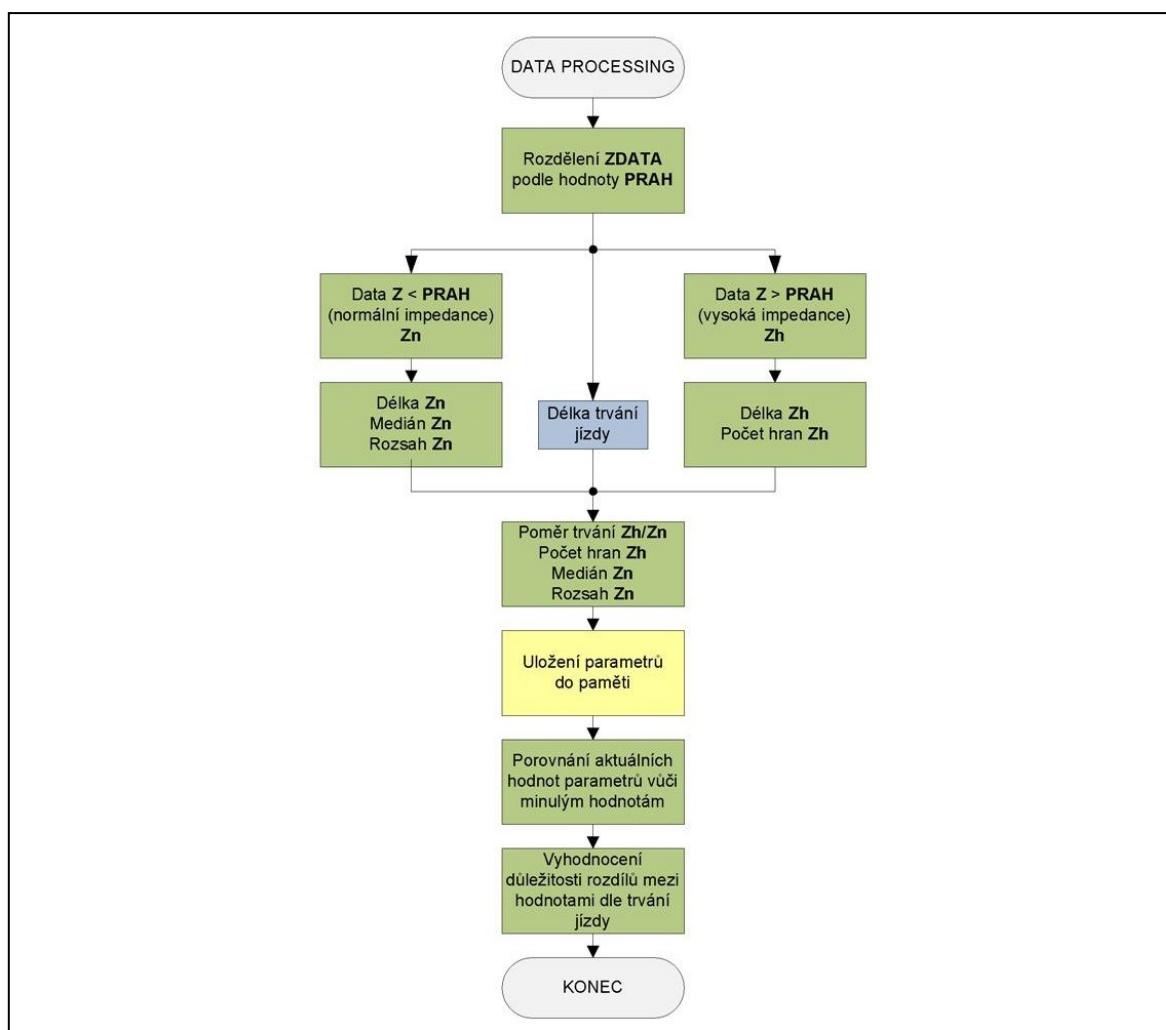 DATA PROCESSING
Rozdělení ZDATA
podle hodnoty PRAH
Data Z < PRAH
(normální impedance)
Zn
Data Z > PRAH
(vysoká impedance)
Zh
Délka Zn
Medián Zn
Rozsah Zn
Délka trvání
jízdy
Délka Zh
Počet hran Zh
Poměr trvání Zh/Zn
Počet hran Zh
Medián Zn
Rozsah Zn
Uložení parametrů
do paměti
Porovnání aktuálních
hodnot parametrů vůči
minulým hodnotám
Vyhodnocení
důležitosti rozdílů mezi
hodnotami dle trvání
jízdy
KONEC